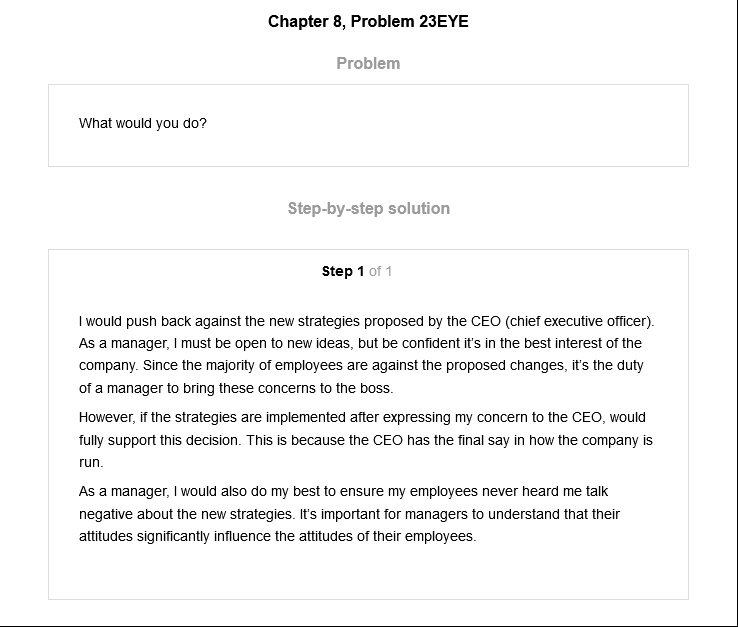 Chapter 8, Problem 23EYE
Problem
What would you do?
Step-by-step solution
Step 1 of 1
I would push back against the new strategies proposed by the CEO (chief executive officer).
As a manager, I must be open to new ideas, but be confident it's in the best interest of the
company. Since the majority of employees are against the proposed changes, it's the duty
of a manager to bring these concerns to the boss.
However, if the strategies are implemented after expressing my concern to the CEO, would
fully support this decision. This is because the CEO has the final say in how the company is
run.
As a manager, I would also do my best to ensure my employees never heard me talk
negative about the new strategies. It's important for managers to understand that their
attitudes significantly influence the attitudes of their employees.